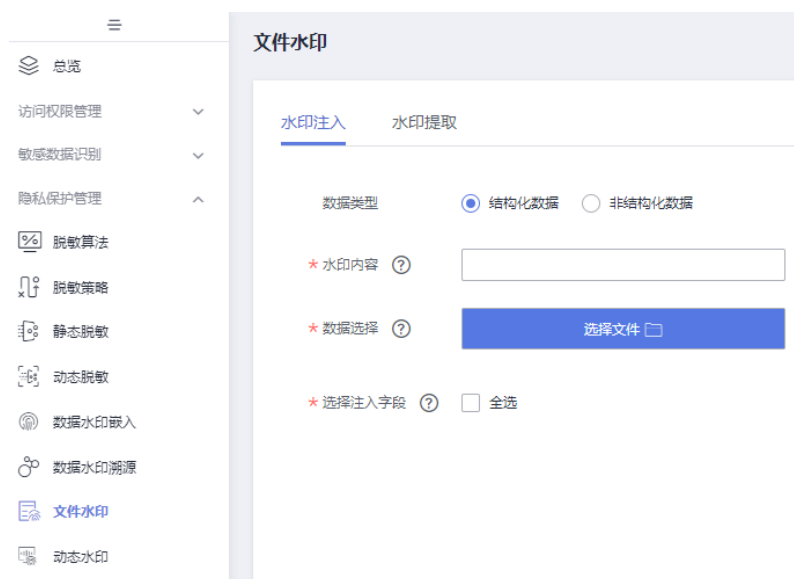 总览
访问权限管理
敏感数据识别
隐私保护管理
脱敏算法
脱敏策略
静态脱敏
动态脱敏
数据水印嵌入
数据水印溯源
文件水印
动态水印
文件水印
水印注入 水印提取
数据类型 结构化数据 非结构化数据
* 水印内容 ?
* 数据选择 ? 选择文件
* 选择注入字段 ? 全选